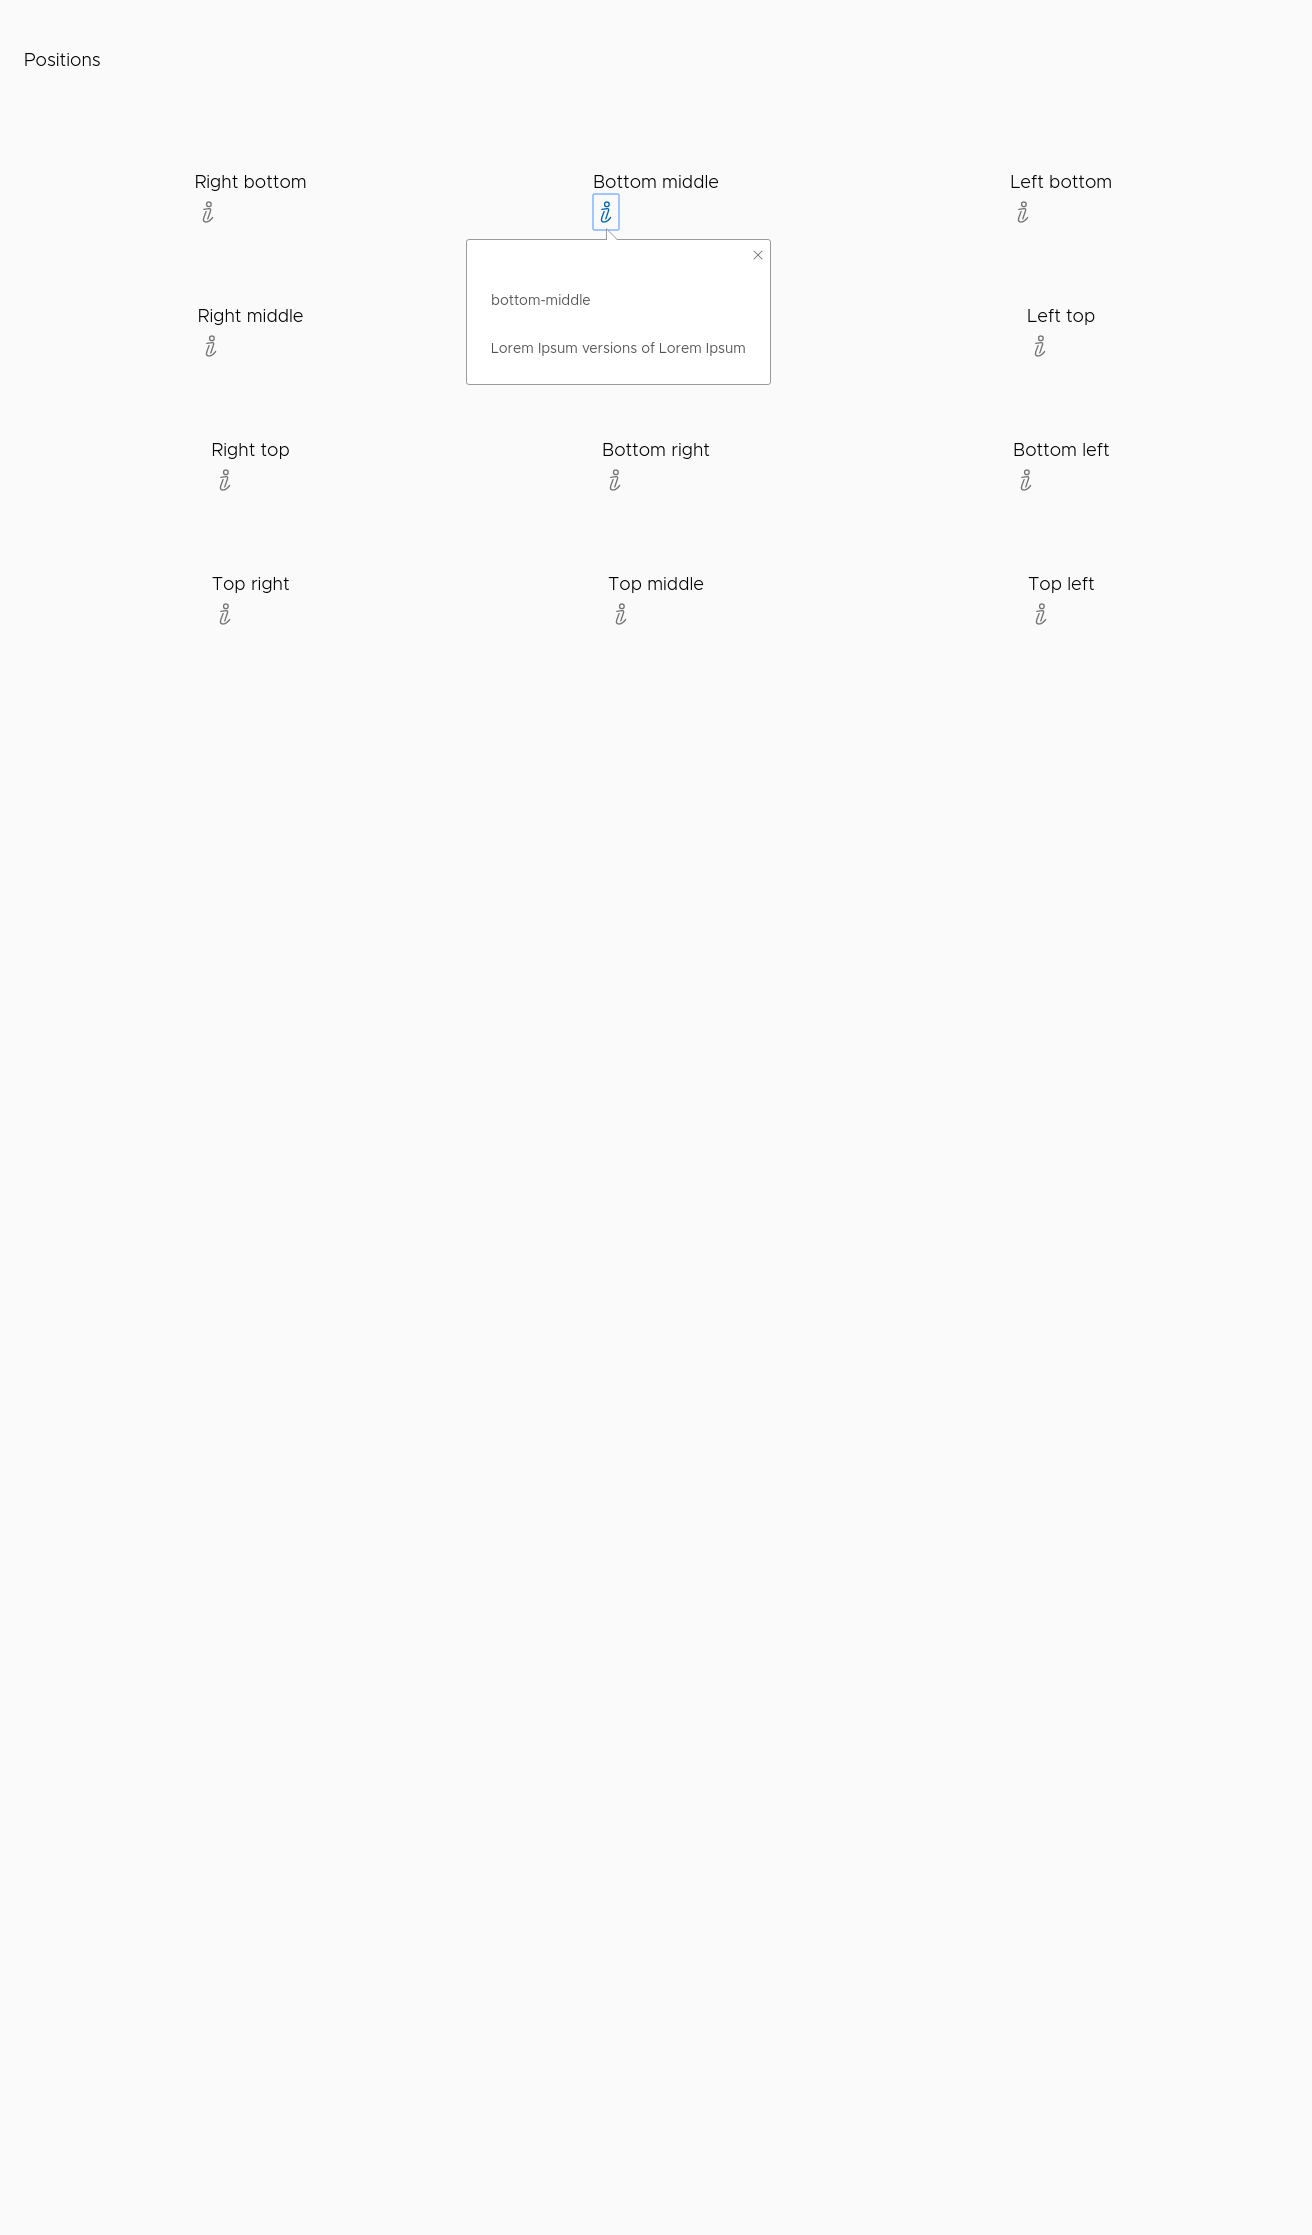 Positions
Right bottom
Bottom middle
Left bottom
bottom-middle
Lorem Ipsum versions of Lorem Ipsum
Right middle
Left top
Right top
Bottom right
Bottom left
Top right
Top middle
Top left